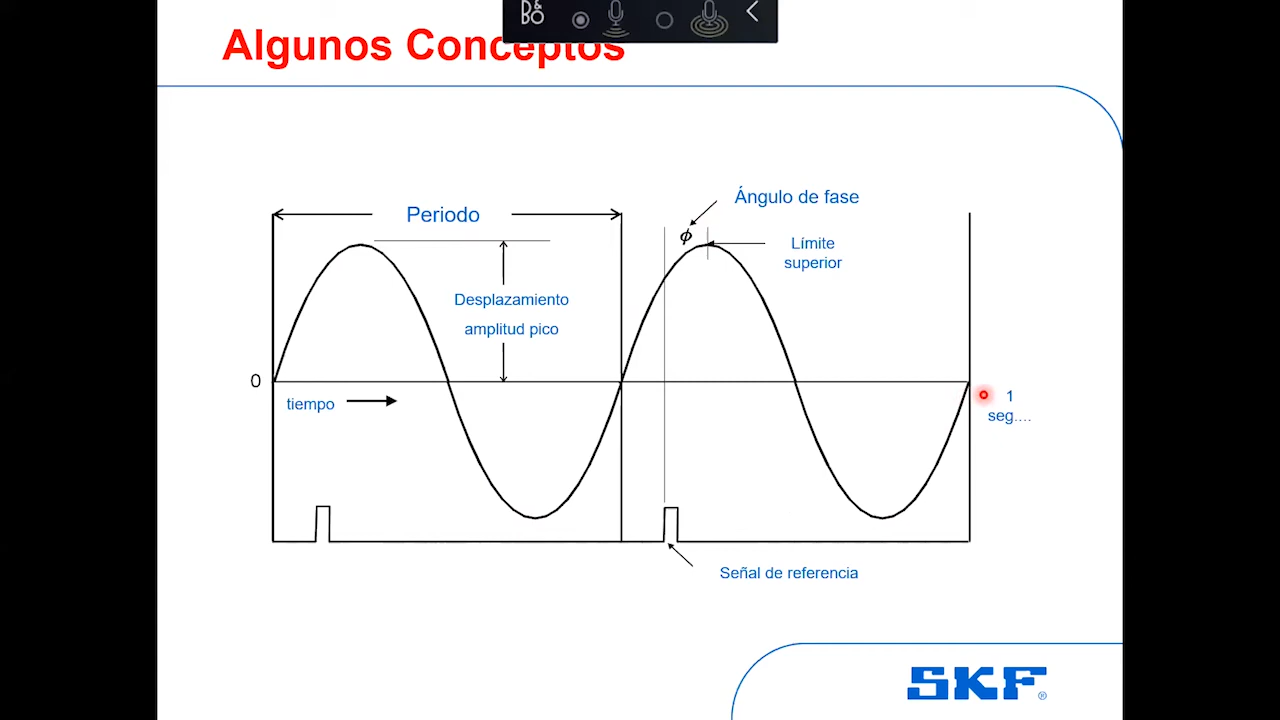 B&O
Algunos Conceptos
Ángulo de fase
Periodo
ϕ
Límite
superior
Desplazamiento
amplitud pico
0
tiempo
1
seg....
Señal de referencia
SKF®